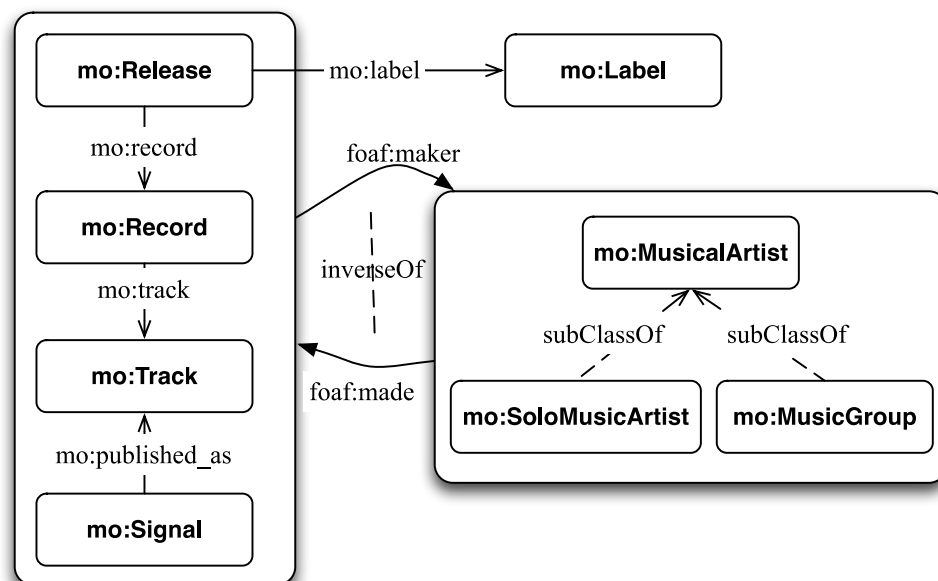 mo:Release
mo:label
mo:Label
mo:record
foaf:maker
mo:Record
mo:MusicalArtist
inverseOf
mo:track
subClassOf
subClassOf
mo:Track
foaf:made
mo:SoloMusicArtist
mo:MusicGroup
mo:published_as
mo:Signal